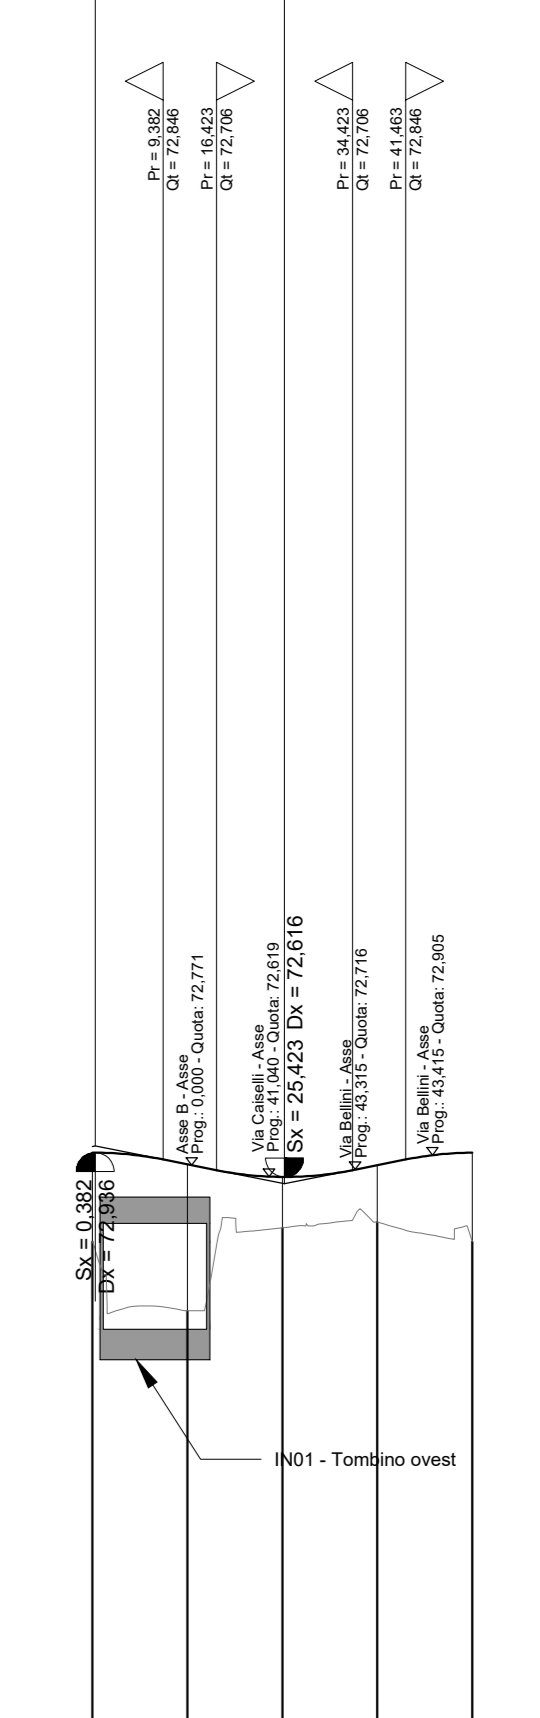 Pr = 9,382
Qt = 72,846
Pr = 16,423
Qt = 72,706
Pr = 34,423
Qt = 72,706
Pr = 41,463
Qt = 72,846
Asse B - Asse
Prog.: 0,000 - Quota: 72,771
Via Caiselli - Asse
Prog.: 41,040 - Quota: 72,619
Sx = 25,423 Dx = 72,616
Via Bellini - Asse
Prog.: 43,315 - Quota: 72,716
Via Bellini - Asse
Prog.: 43,415 - Quota: 72,905
Sx = 0,382
Dx = 72,936
IN01 - Tombino ovest